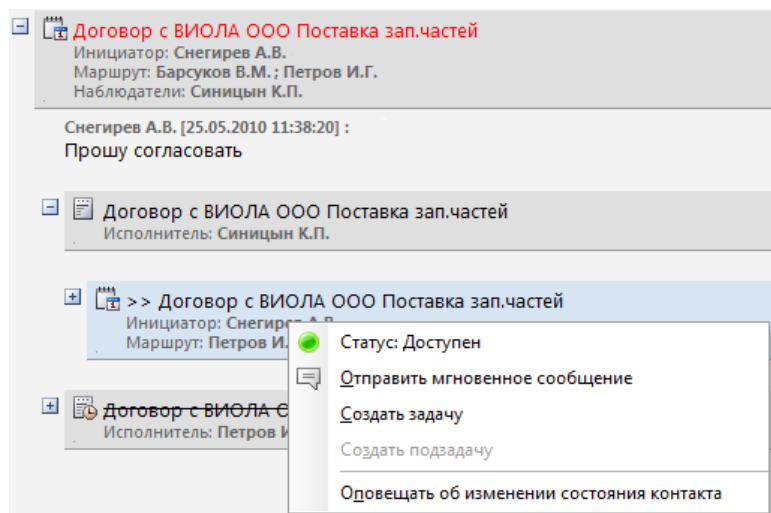 Договор с ВИОЛА ООО Поставка зап.частей
Инициатор: Снегирев А.В.
Маршрут: Барсуков В.М. ; Петров И.Г.
Наблюдатели: Синицын К.П.
Снегирев А.В. [25.05.2010 11:38:20] :
Прошу согласовать
Договор с ВИОЛА ООО Поставка зап.частей
Исполнитель: Синицын К.П.
>> Договор с ВИОЛА ООО Поставка зап.частей
Инициатор: Снегирев А.В.
Маршрут: Петров И.
Статус: Доступен
Отправить мгновенное сообщение
Создать задачу
Создать подзадачу
Оповещать об изменении состояния контакта
Договор с ВИОЛА О
Исполнитель: Петров И